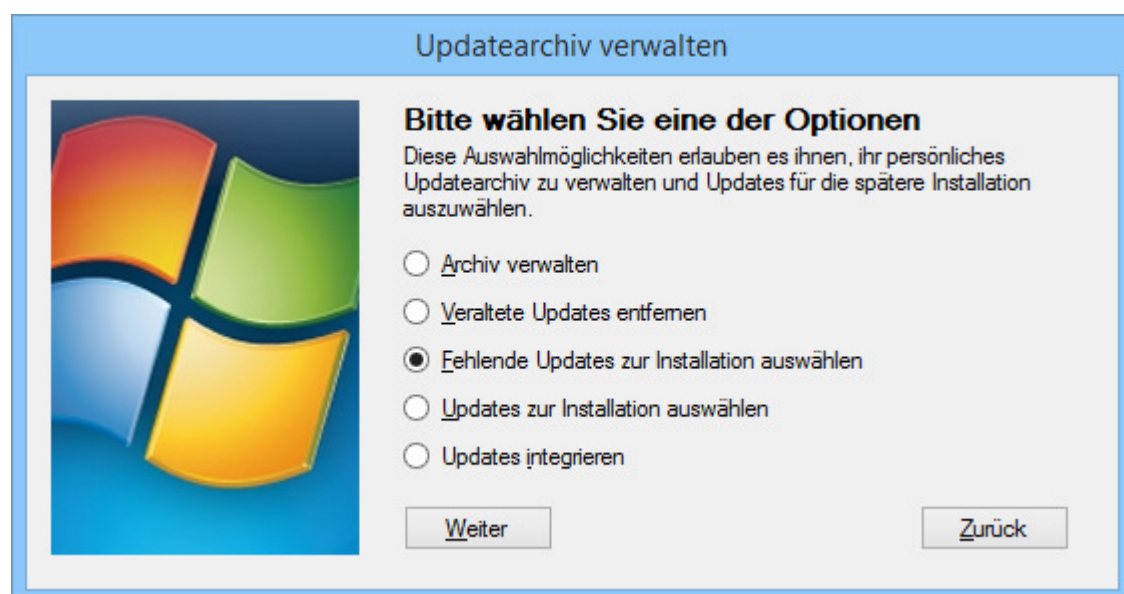 Updatearchiv verwalten
Bitte wählen Sie eine der Optionen
Diese Auswahlmöglichkeiten erlauben es ihnen, ihr persönliches
Updatearchiv zu verwalten und Updates für die spätere Installation
auszuwählen.
Archiv verwalten
Veraltete Updates entfernen
Fehlende Updates zur Installation auswählen
Updates zur Installation auswählen
Updates integrieren
Weiter
Zurück